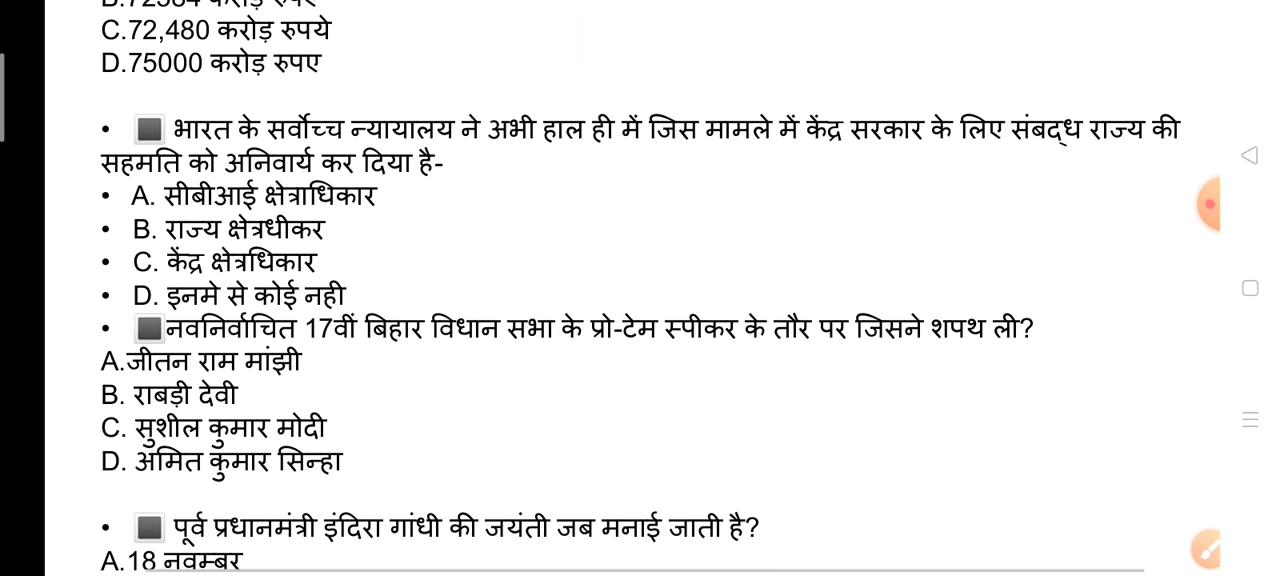 C.72,480 करोड़ रुपये
D.75000 करोड़ रुपए
• भारत के सर्वोच्च न्यायालय ने अभी हाल ही में जिस मामले में केंद्र सरकार के लिए संबद्ध राज्य की
सहमति को अनिवार्य कर दिया है-
• A. सीबीआई क्षेत्राधिकार
• B. राज्य क्षेत्रधीकर
• C. केंद्र क्षेत्रधिकार
• D. इनमे से कोई नही
• नवनिर्वाचित 17वीं बिहार विधान सभा के प्रो-टेम स्पीकर के तौर पर जिसने शपथ ली?
A.जीतन राम मांझी
B. राबड़ी देवी
C. सुशील कुमार मोदी
D. अमित कुमार सिन्हा
• पूर्व प्रधानमंत्री इंदिरा गांधी की जयंती जब मनाई जाती है?
A.18 नवम्बर